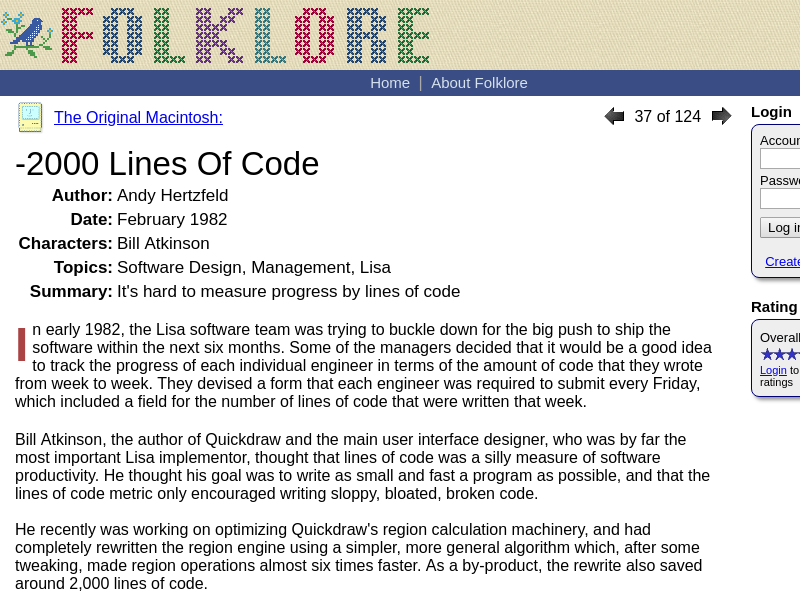 FOLKLORE
Home | About Folklore
The Original Macintosh:
37 of 124
-2000 Lines Of Code
Author: Andy Hertzfeld
Date: February 1982
Characters: Bill Atkinson
Topics: Software Design, Management, Lisa
Summary: It's hard to measure progress by lines of code
In early 1982, the Lisa software team was trying to buckle down for the big push to ship the
software within the next six months. Some of the managers decided that it would be a good idea
to track the progress of each individual engineer in terms of the amount of code that they wrote
from week to week. They devised a form that each engineer was required to submit every Friday,
which included a field for the number of lines of code that were written that week.
Bill Atkinson, the author of Quickdraw and the main user interface designer, who was by far the
most important Lisa implementor, thought that lines of code was a silly measure of software
productivity. He thought his goal was to write as small and fast a program as possible, and that the
lines of code metric only encouraged writing sloppy, bloated, broken code.
He recently was working on optimizing Quickdraw's region calculation machinery, and had
completely rewritten the region engine using a simpler, more general algorithm which, after some
tweaking, made region operations almost six times faster. As a by-product, the rewrite also saved
around 2,000 lines of code.
Login
Accoun
Passwo
Log in
Create
Rating
Overall
Login to
ratings